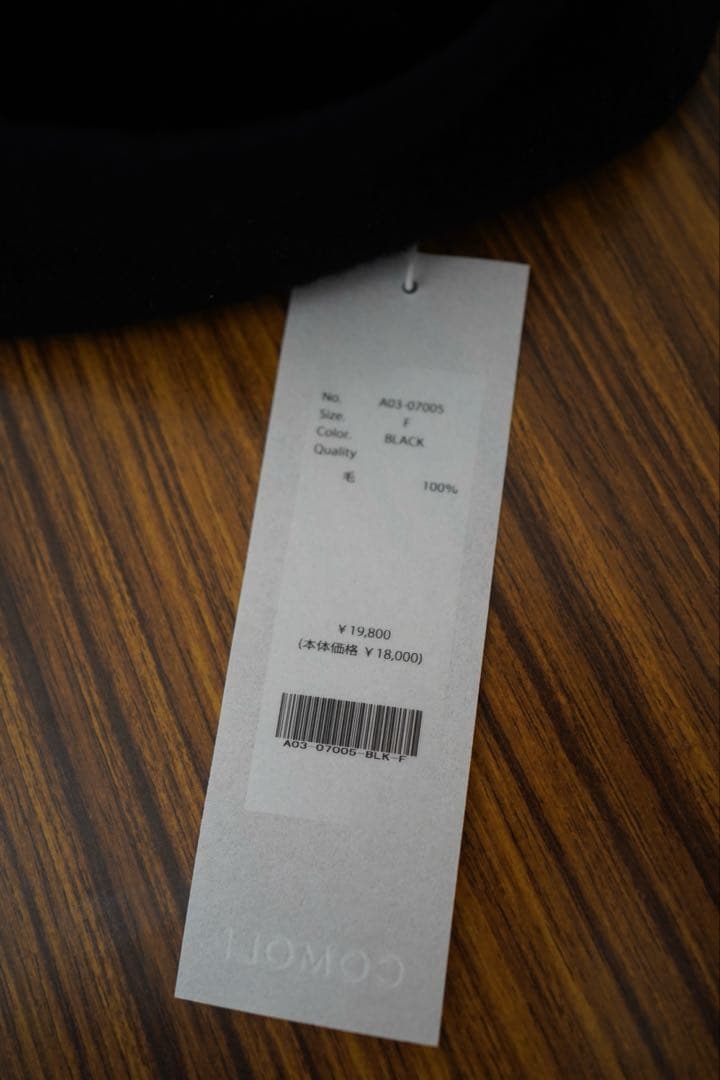 No. A03-07005
Size. F
Color. BLACK
Quality
毛 100%
¥19,800
(本体価格 ¥18,000)
A03-07005-BLK-F
COMOLI